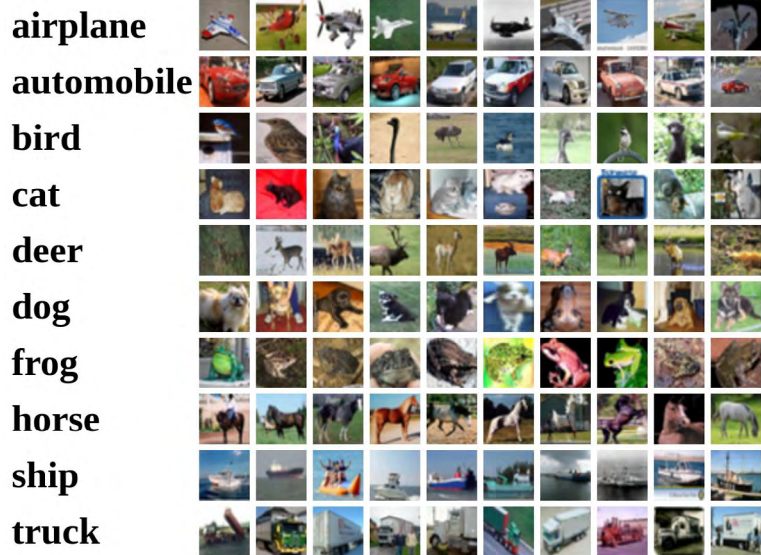 airplane
automobile
bird
cat
deer
dog
frog
horse
ship
truck